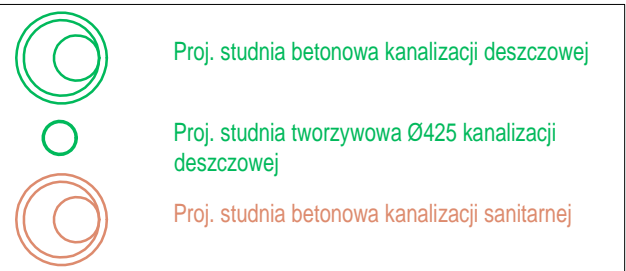 Proj. studnia betonowa kanalizacji deszczowej
Proj. studnia tworzywowa Ø425 kanalizacji
deszczowej
Proj. studnia betonowa kanalizacji sanitarnej